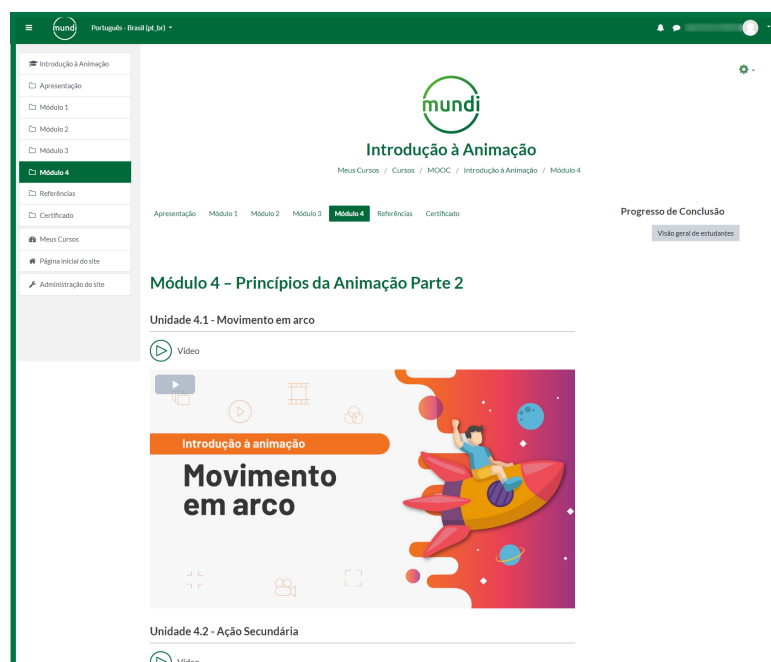 mundi
Português - Brasil (pt_br)
Introdução à Animação
Apresentação
Módulo 1
Módulo 2
Módulo 3
Módulo 4
Referências
Certificado
Meus Cursos
Página inicial do site
Administração do site
mundi
Introdução à Animação
Meus Cursos / Cursos / MOOC / Introdução à Animação / Módulo 4
Apresentação Módulo 1 Módulo 2 Módulo 3 Módulo 4 Referências Certificado
Progresso de Conclusão
Visão geral de estudantes
Módulo 4 – Princípios da Animação Parte 2
Unidade 4.1 - Movimento em arco
Vídeo
Introdução à animação
Movimento
em arco
Unidade 4.2 - Ação Secundária
Vídeo